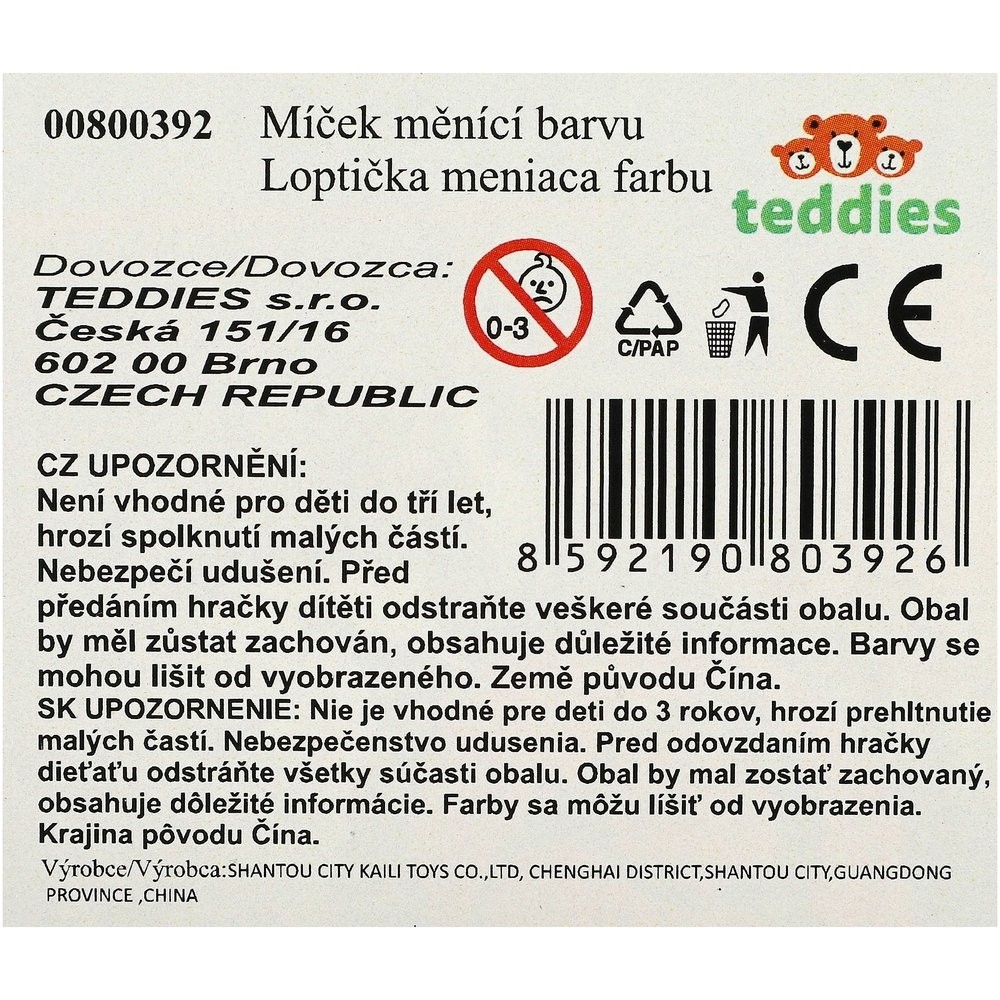 00800392 Míček měnící barvu
Loptička meniaca farbu
teddies
Dovozce/Dovozca:
TEDDIES s.r.o.
Česká 151/16
602 00 Brno
CZECH REPUBLIC
0-3
C/PAP
CE
8 592190 803926
CZ UPOZORNĚNÍ:
Není vhodné pro děti do tří let,
hrozí spolknutí malých částí.
Nebezpečí udušení. Před
předáním hračky dítěti odstraňte veškeré součásti obalu. Obal
by měl zůstat zachován, obsahuje důležité informace. Barvy se
mohou lišit od vyobrazeného. Země původu Čína.
SK UPOZORNENIE: Nie je vhodné pre deti do 3 rokov, hrozí prehltnutie
malých častí. Nebezpečenstvo udusenia. Pred odovzdaním hračky
dieťaťu odstráňte všetky súčasti obalu. Obal by mal zostať zachovaný,
obsahuje dôležité informácie. Farby sa môžu líšiť od vyobrazenia.
Krajina pôvodu Čína.
Výrobce/Výrobca:SHANTOU CITY KAILI TOYS CO.,LTD, CHENGHAI DISTRICT,SHANTOU CITY,GUANGDONG
PROVINCE ,CHINA